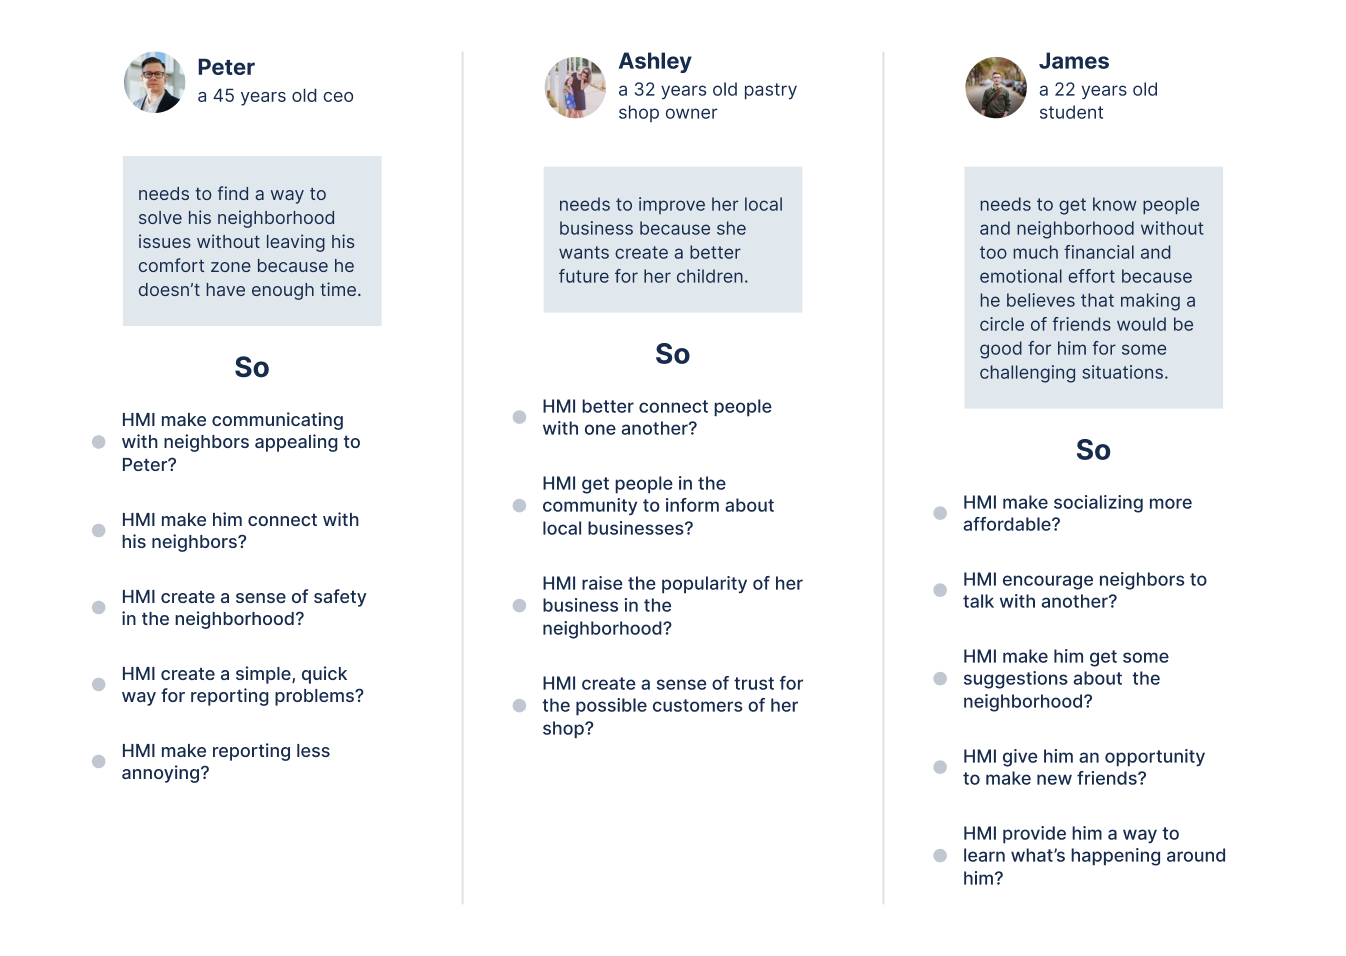 Peter
a 45 years old ceo
needs to find a way to
solve his neighborhood
issues without leaving his
comfort zone because he
doesn't have enough time.
So
HMI make communicating
with neighbors appealing to
Peter?
HMI make him connect with
his neighbors?
HMI create a sense of safety
in the neighborhood?
HMI create a simple, quick
way for reporting problems?
HMI make reporting less
annoying?
Ashley
a 32 years old pastry
shop owner
needs to improve her local
business because she
wants create a better
future for her children.
So
HMI better connect people
with one another?
HMI get people in the
community to inform about
local businesses?
HMI raise the popularity of her
business in the
neighborhood?
HMI create a sense of trust for
the possible customers of her
shop?
James
a 22 years old
student
needs to get know people
and neighborhood without
too much financial and
emotional effort because
he believes that making a
circle of friends would be
good for him for some
challenging situations.
So
HMI make socializing more
affordable?
HMI encourage neighbors to
talk with another?
HMI make him get some
suggestions about  the
neighborhood?
HMI give him an opportunity
to make new friends?
HMI provide him a way to
learn what's happening around
him?